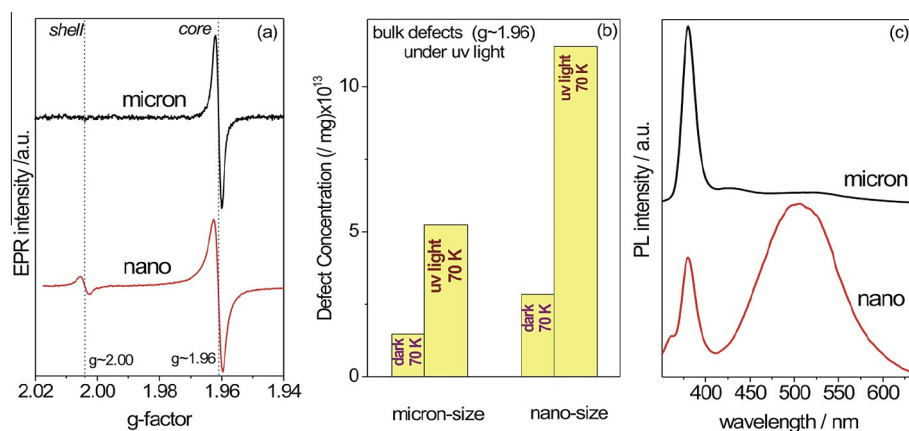 shell
core
(a)
micron
nano
g~2.00
g~1.96
EPR intensity /a.u.
2.02
2.00
1.98
1.96
1.94
g-factor
bulk defects (g~1.96)
(b)
under uv light
10
5
0
Defect Concentration (/ mg)x10¹³
dark
70 K
uv light
70 K
dark
70 K
uv light
70 K
micron-size
nano-size
(c)
micron
nano
PL intensity / a.u.
400
450
500
550
600
wavelength / nm